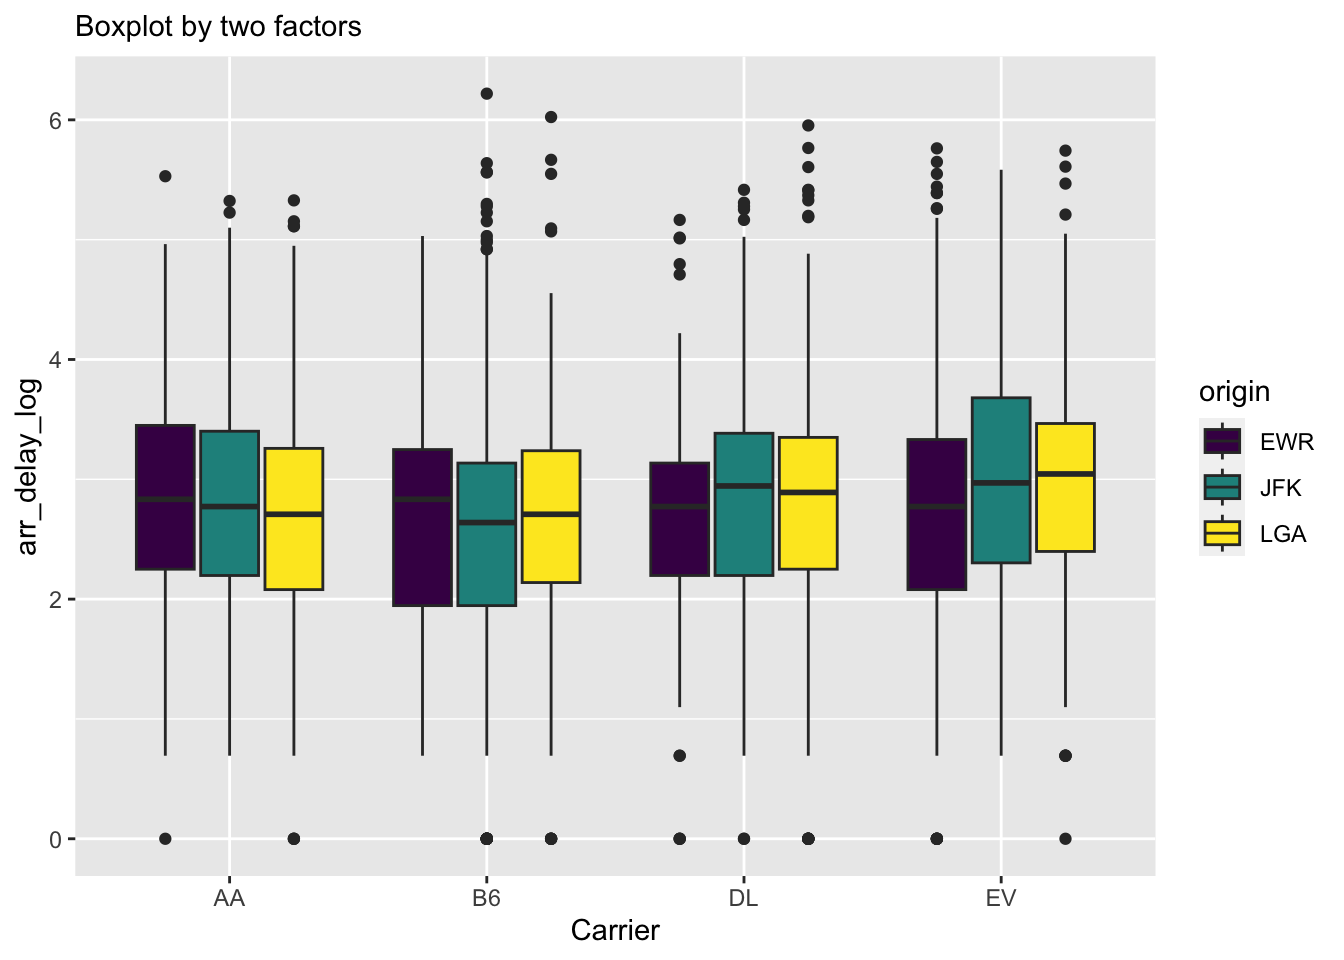 Boxplot by two factors
6
4
2
0
arr_delay_log
AA
B6
DL
EV
Carrier
origin
EWR
JFK
LGA